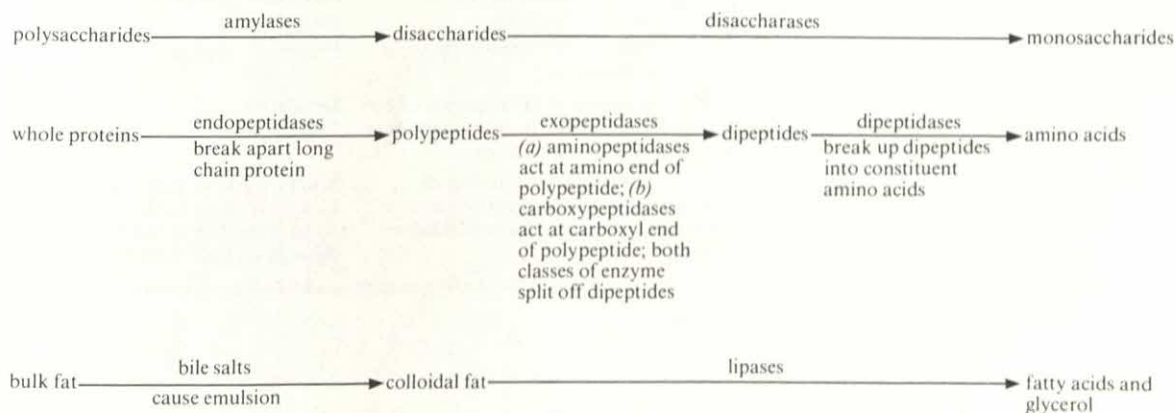 amylases
disaccharases
polysaccharides
disaccharides
monosaccharides
endopeptidases
exopeptidases
dipeptidases
whole proteins
polypeptides
dipeptides
amino acids
break apart long
chain protein
(a) aminopeptidases
act at amino end of
polypeptide; (b)
carboxypeptidases
act at carboxyl end
of polypeptide; both
classes of enzyme
split off dipeptides
break up dipeptides
into constituent
amino acids
bile salts
lipases
bulk fat
colloidal fat
fatty acids and
glycerol
cause emulsion